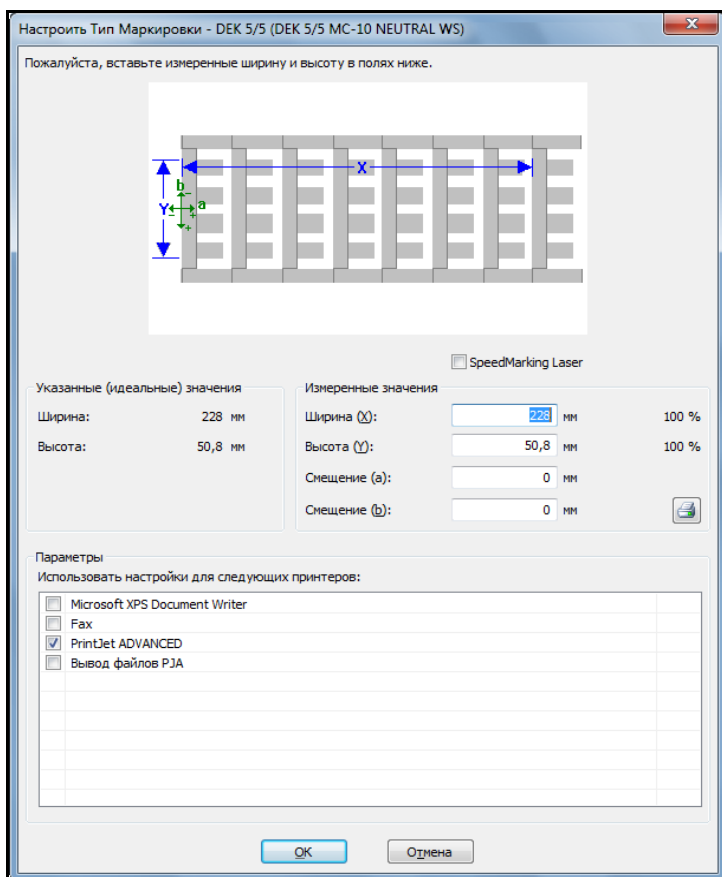 Настроить Тип Маркировки - DEK 5/5 (DEK 5/5 MC-10 NEUTRAL WS)
Пожалуйста, вставьте измеренные ширину и высоту в полях ниже.
X
b
Y
a
- +
- +
SpeedMarking Laser
Указанные (идеальные) значения
Ширина: 228 мм
Высота: 50,8 мм
Измеренные значения
Ширина (X): 228 мм 100 %
Высота (Y): 50,8 мм 100 %
Смещение (a): 0 мм
Смещение (b): 0 мм
Параметры
Использовать настройки для следующих принтеров:
Microsoft XPS Document Writer
Fax
PrintJet ADVANCED
Вывод файлов PJA
OK
Отмена